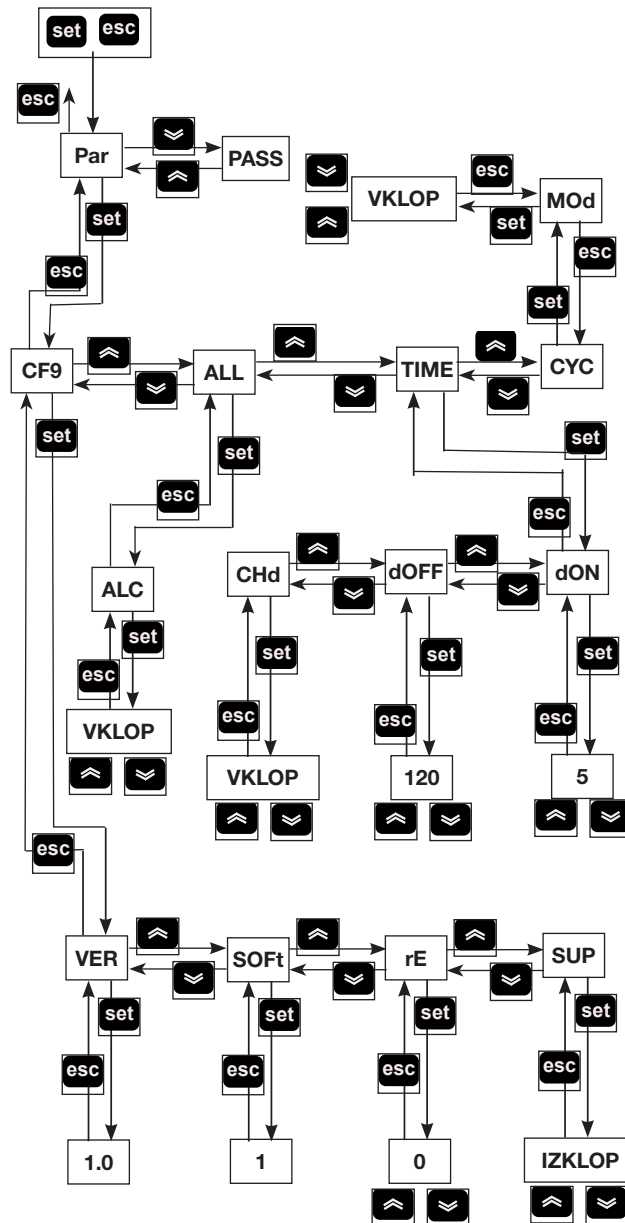 set esc
esc
Par PASS
esc
VKLOP MOd
set
set
esc
esc
set
CF9 ALL TIME CYC
set
set
set
esc
esc
CHd dOFF dON
ALC
set
set set set
esc
esc esc esc
VKLOP
VKLOP 120 5
esc
VER SOFt rE SUP
set set set set
esc esc esc esc
1.0 1 0 IZKLOP